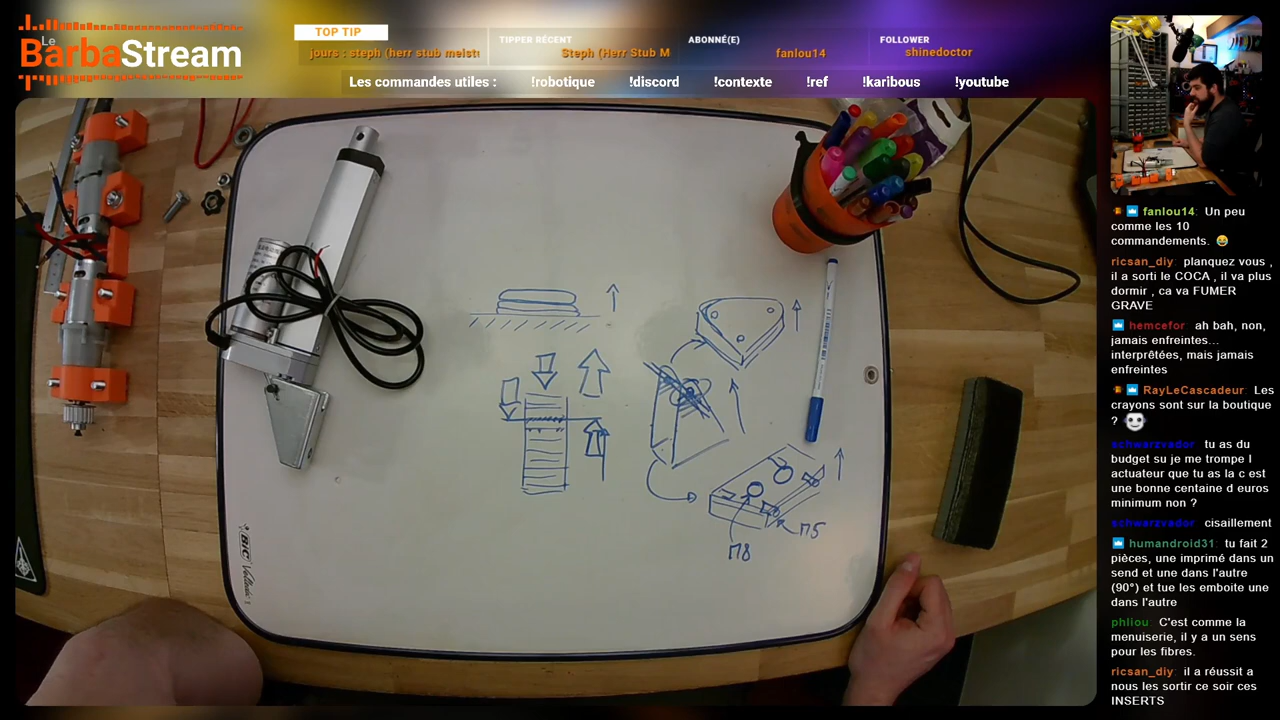 Le
BarbaStream
TOP TIP
jours : steph (herr stub meist
TIPPER RÉCENT
Steph (Herr Stub M
ABONNÉ(E)
fanlou14
FOLLOWER
shinedoctor
Les commandes utiles : !robotique !discord !contexte !ref !karibous !youtube
fanlou14: Un peu
comme les 10
commandements. 😂
ricsan_diy: planquez vous ,
il a sorti le COCA , il va plus
dormir , ca va FUMER
GRAVE
hemcefor: ah bah, non,
jamais enfreintes...
interprêtées, mais jamais
enfreintes
RayLeCascadeur: Les
crayons sont sur la boutique
?
schwarzvador: tu as du
budget su je me trompe l
actuateur que tu as la c est
une bonne centaine d euros
minimum non ?
schwarzvador: cisaillement
humandroid31: tu fait 2
pièces, une imprimé dans un
send et une dans l'autre
(90°) et tue les emboite une
dans l'autre
phliou: C'est comme la
menuiserie, il y a un sens
pour les fibres.
ricsan_diy: il a réussit a
nous les sortir ce soir ces
INSERTS
M5
M8
BIC Velleda